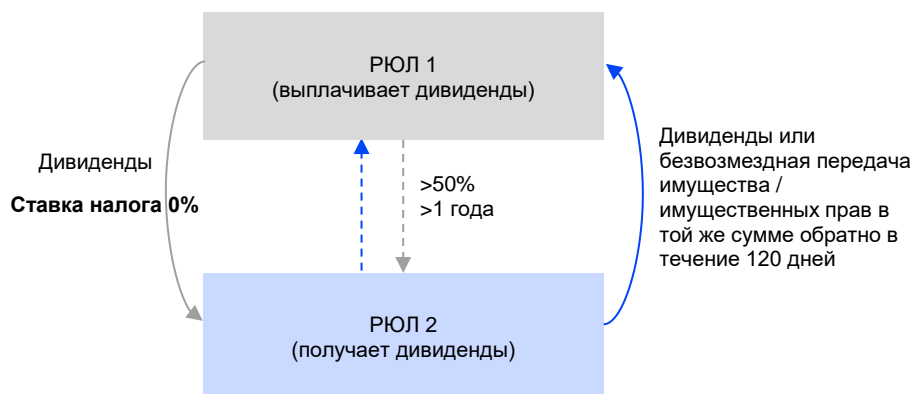 РЮЛ 1
(выплачивает дивиденды)
Дивиденды
Ставка налога 0%
>50%
>1 года
Дивиденды или
безвозмездная передача
имущества /
имущественных прав в
той же сумме обратно в
течение 120 дней
РЮЛ 2
(получает дивиденды)